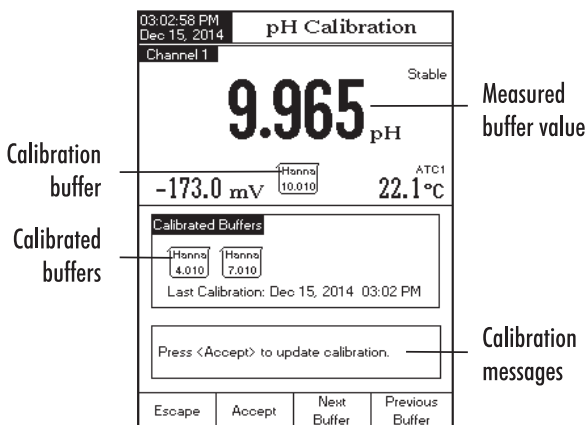 03:02:58 PM
Dec 15, 2014
pH Calibration
Channel 1
Stable
9.965 pH
Measured
buffer value
Calibration
buffer
Hanna
10.010
-173.0 mV
ATC1
22.1°C
Calibrated
buffers
Calibrated Buffers
Hanna
4.010
Hanna
7.010
Last Calibration: Dec 15, 2014 03:02 PM
Press <Accept> to update calibration.
Calibration
messages
Escape
Accept
Next
Buffer
Previous
Buffer